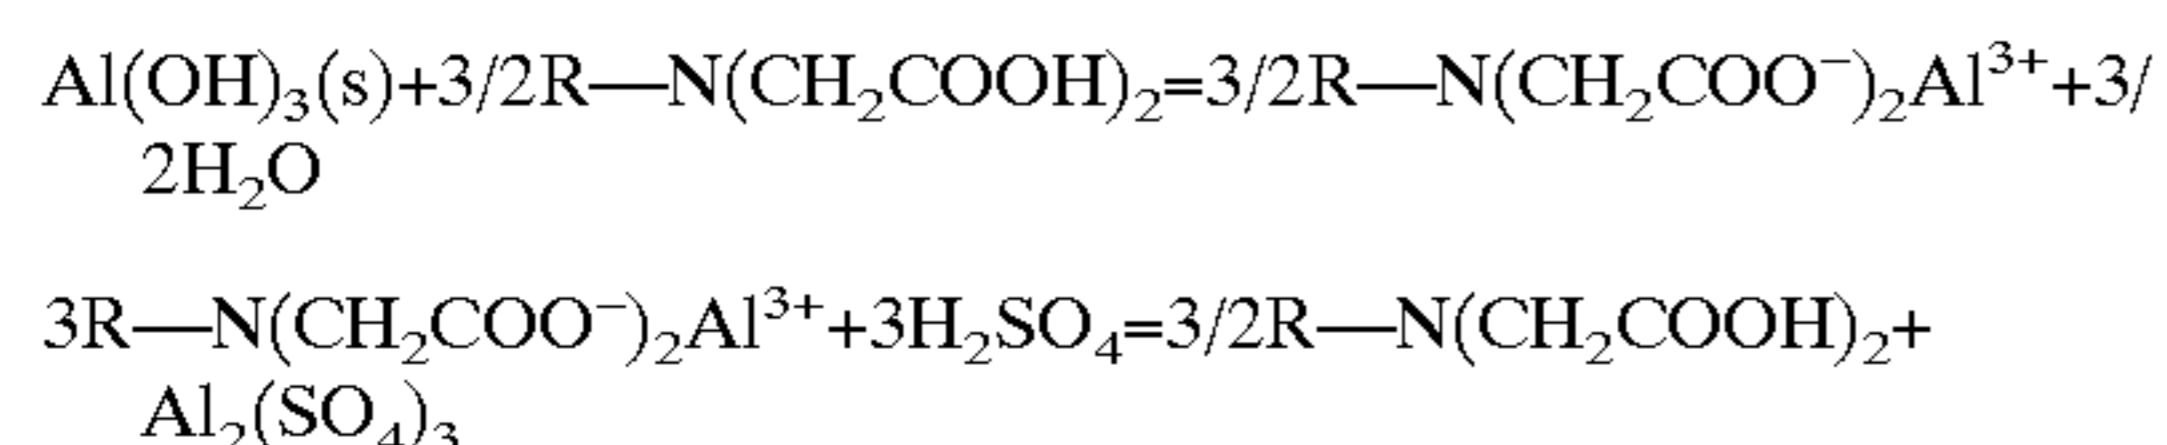 Al(OH)₃(s)+3/2R—N(CH₂COOH)₂=3/2R—N(CH₂COO⁻)₂Al³⁺+3/
2H₂O
3R—N(CH₂COO⁻)₂Al³⁺+3H₂SO₄=3/2R—N(CH₂COOH)₂+
Al₂(SO₄)₃